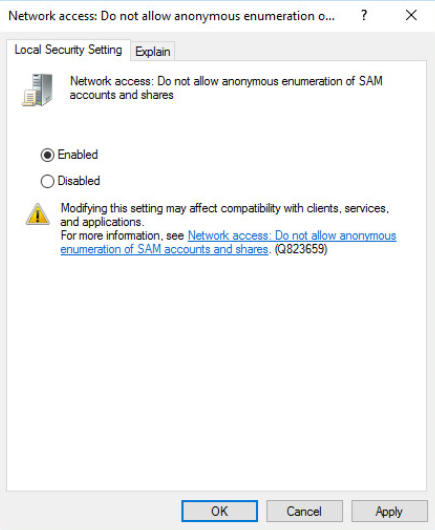 Network access: Do not allow anonymous enumeration o... ? ×
Local Security Setting Explain
Network access: Do not allow anonymous enumeration of SAM
accounts and shares
Enabled
Disabled
Modifying this setting may affect compatibility with clients, services,
and applications.
For more information, see Network access: Do not allow anonymous
enumeration of SAM accounts and shares. (Q823659)
OK Cancel Apply